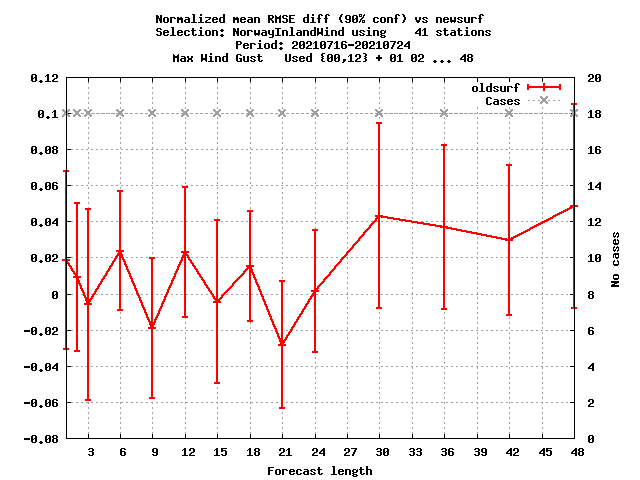 Normalized mean RMSE diff (90% conf) vs newsurf
Selection: NorwayInlandWind using    41 stations
Period: 20210716-20210724
Max Wind Gust   Used {00,12} + 01 02 ... 48
oldsurf
Cases
0.12
0.1
0.08
0.06
0.04
0.02
0
-0.02
-0.04
-0.06
-0.08
20
18
16
14
12
10
8
6
4
2
0
No cases
3 6 9 12 15 18 21 24 27 30 33 36 39 42 45 48
Forecast length